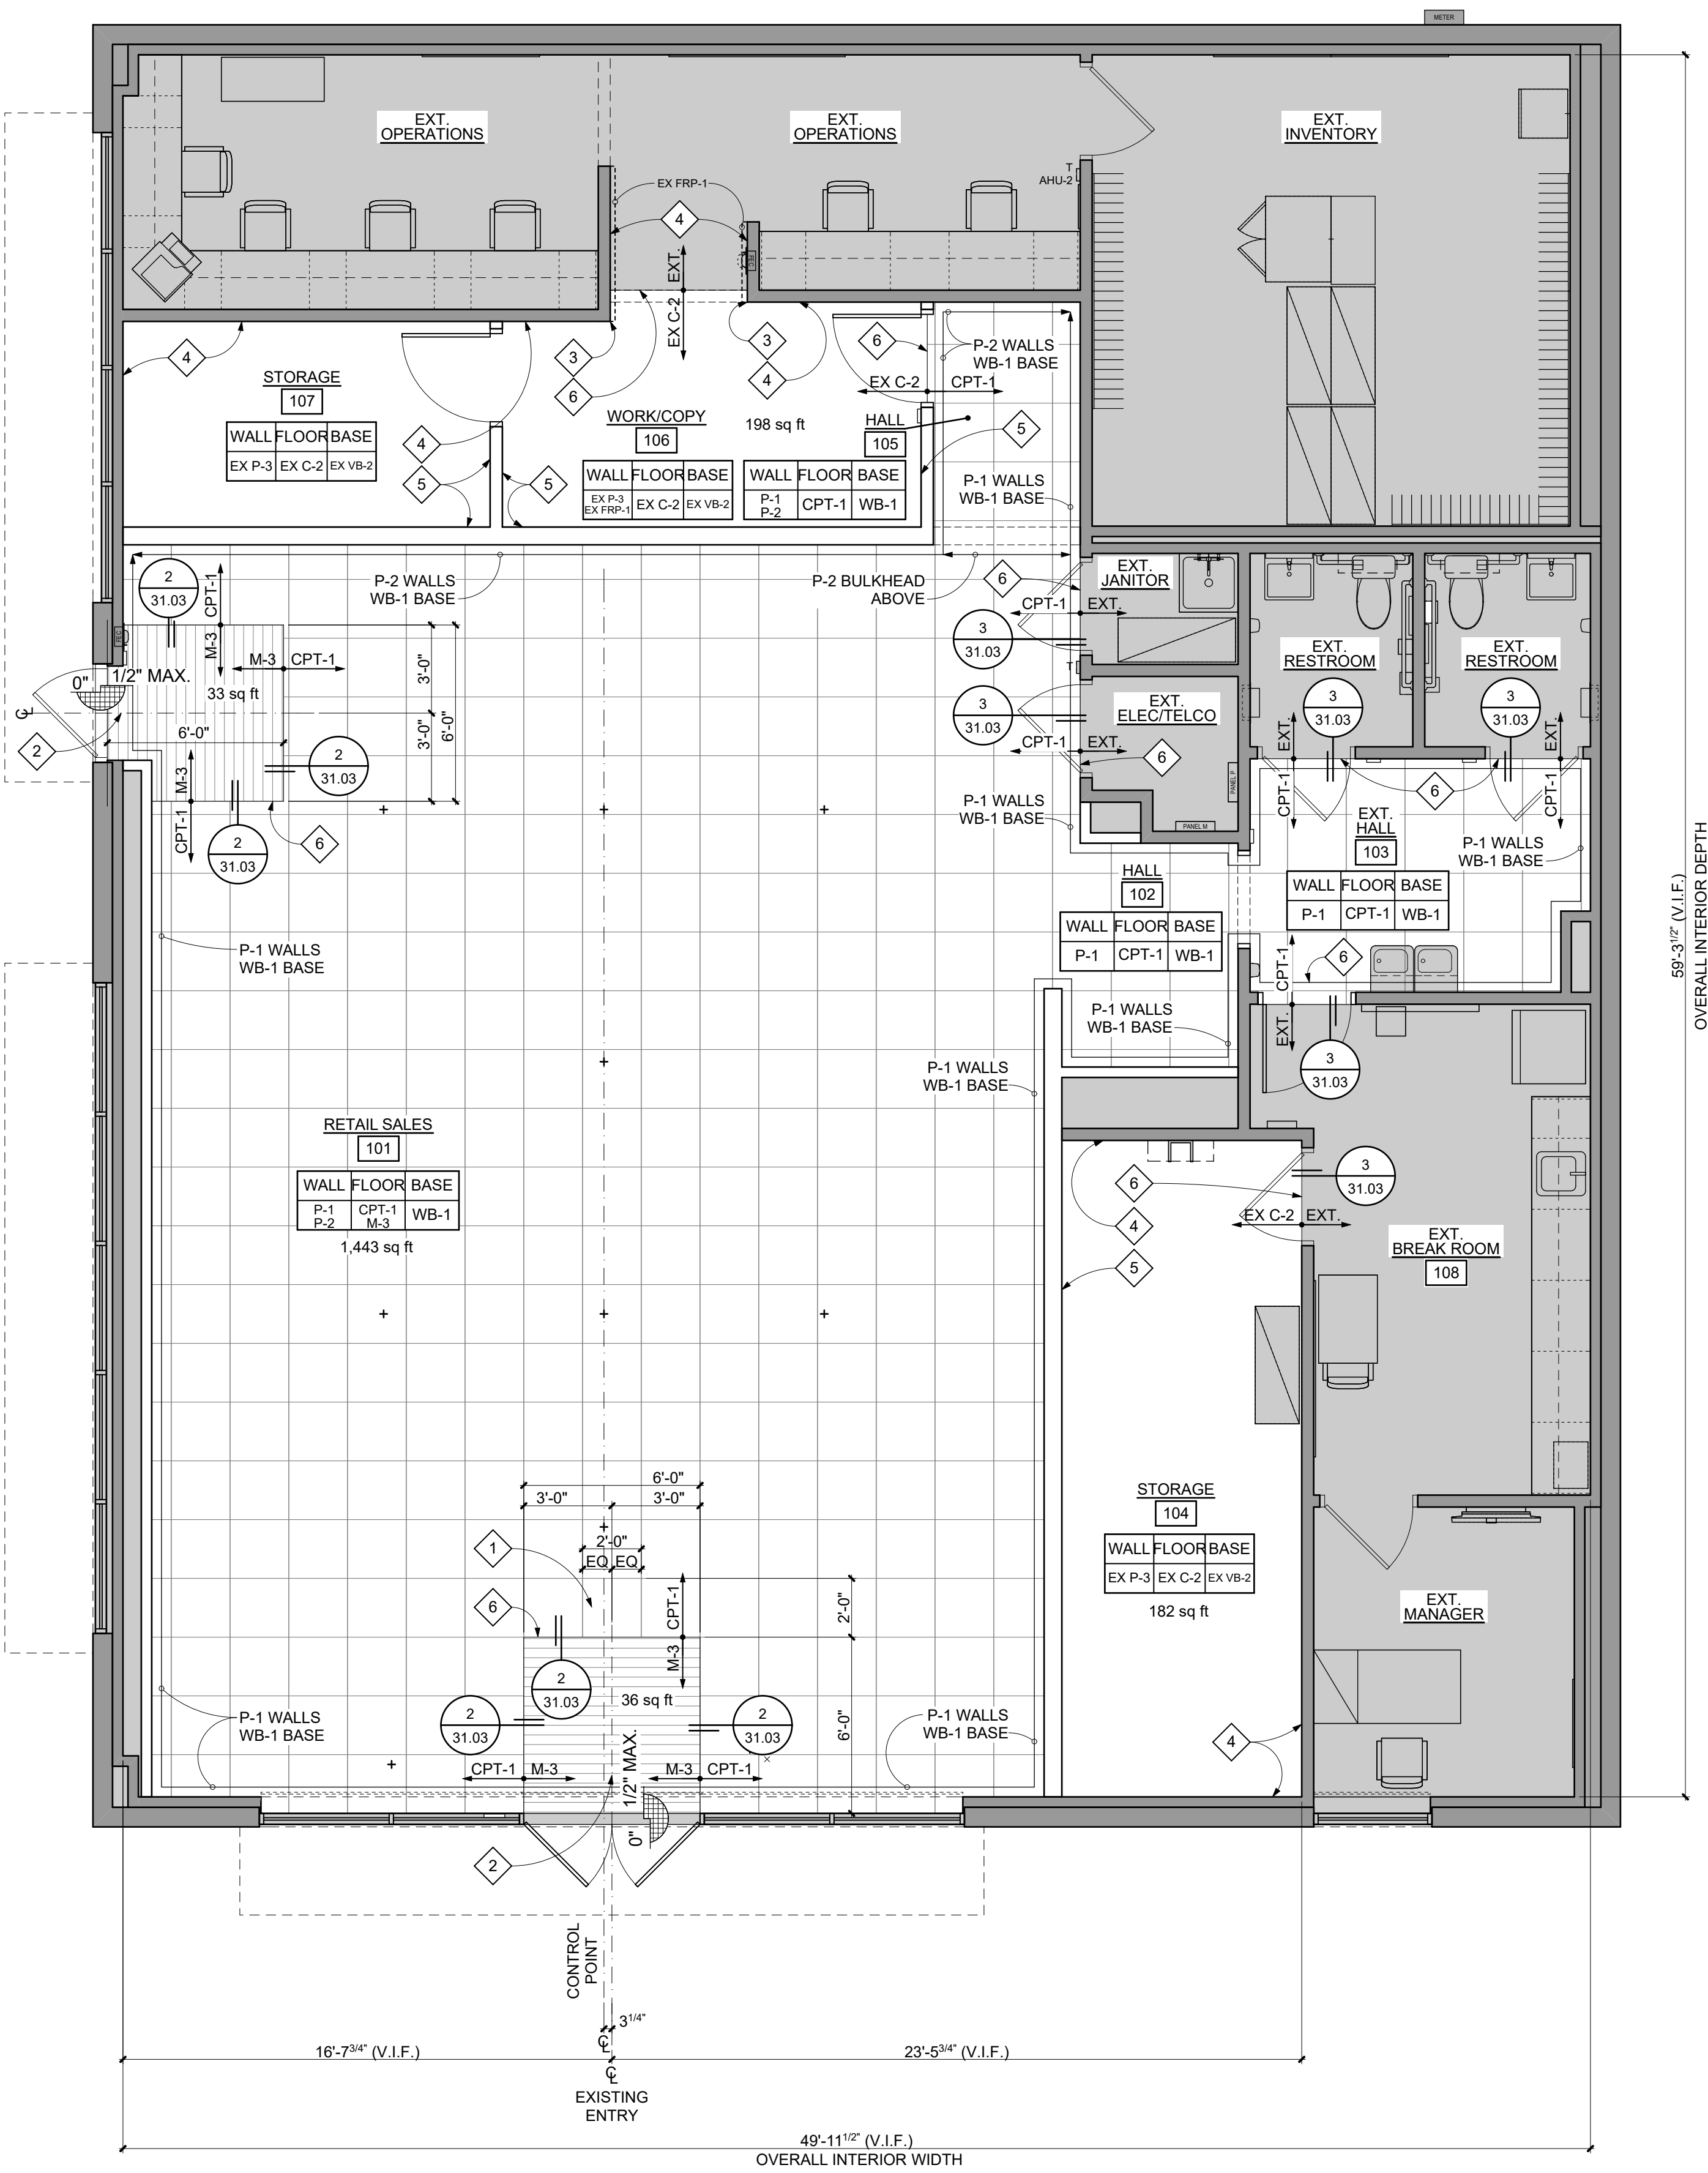 METER
EXT.
OPERATIONS
EXT.
OPERATIONS
EXT.
INVENTORY
T
AHU-2
EX FRP-1
4
FEC
EXT.
EX C-2
4
3
6
3
4
6
P-2 WALLS
WB-1 BASE
EX C-2
CPT-1
STORAGE
107
WALL FLOOR BASE
EX P-3 EX C-2 EX VB-2
4
5
5
WORK/COPY
106
WALL FLOOR BASE
EX P-3
EX FRP-1
EX C-2 EX VB-2
198 sq ft
HALL
105
WALL FLOOR BASE
P-1
P-2
CPT-1 WB-1
5
P-1 WALLS
WB-1 BASE
2
31.03
CPT-1
M-3
P-2 WALLS
WB-1 BASE
P-2 BULKHEAD
ABOVE
6
EXT.
JANITOR
CPT-1
EXT.
3
31.03
T
FEC
0"
1/2" MAX.
M-3
CPT-1
33 sq ft
3'-0"
3'-0"
6'-0"
6'-0"
CL
2
2
31.03
M-3
CPT-1
2
31.03
6
3
31.03
CPT-1
EXT.
EXT.
ELEC/TELCO
6
PANEL P
PANEL M
EXT.
RESTROOM
3
31.03
EXT.
CPT-1
EXT.
RESTROOM
3
31.03
EXT.
CPT-1
6
P-1 WALLS
WB-1 BASE
EXT.
HALL
103
P-1 WALLS
WB-1 BASE
WALL FLOOR BASE
P-1 CPT-1 WB-1
HALL
102
WALL FLOOR BASE
P-1 CPT-1 WB-1
CPT-1
EXT.
6
3
31.03
P-1 WALLS
WB-1 BASE
P-1 WALLS
WB-1 BASE
P-1 WALLS
WB-1 BASE
59'-3 1/2" (V.I.F.)
OVERALL INTERIOR DEPTH
RETAIL SALES
101
WALL FLOOR BASE
P-1
P-2
CPT-1
M-3
WB-1
1,443 sq ft
6
4
5
3
31.03
EX C-2
EXT.
EXT.
BREAK ROOM
108
STORAGE
104
WALL FLOOR BASE
EX P-3 EX C-2 EX VB-2
182 sq ft
EXT.
MANAGER
4
6'-0"
3'-0"
3'-0"
2'-0"
EQ EQ
1
6
CPT-1
M-3
2'-0"
6'-0"
2
31.03
36 sq ft
2
31.03
2
31.03
CPT-1
M-3
M-3
CPT-1
1/2" MAX.
0"
P-1 WALLS
WB-1 BASE
P-1 WALLS
WB-1 BASE
2
CONTROL
POINT
3 1/4"
CL
16'-7 3/4" (V.I.F.)
23'-5 3/4" (V.I.F.)
CL
EXISTING
ENTRY
49'-11 1/2" (V.I.F.)
OVERALL INTERIOR WIDTH